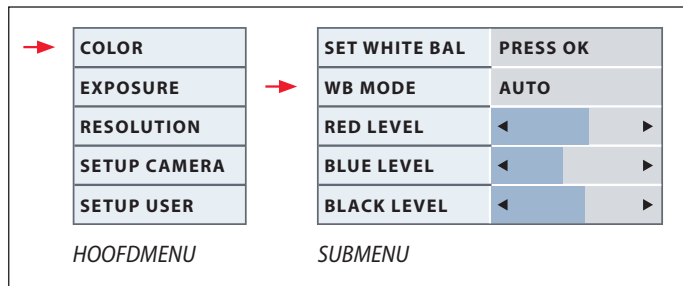 COLOR
EXPOSURE
RESOLUTION
SETUP CAMERA
SETUP USER
HOOFDMENU
SET WHITE BAL PRESS OK
WB MODE AUTO
RED LEVEL
BLUE LEVEL
BLACK LEVEL
SUBMENU